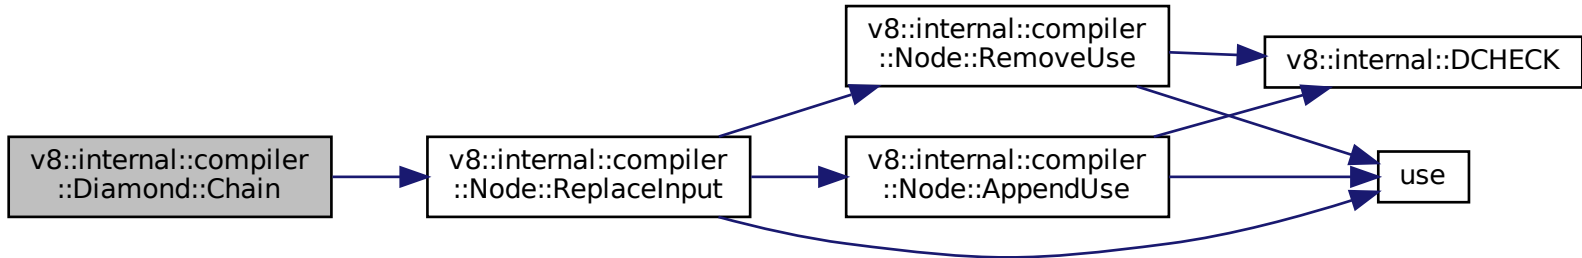 v8::internal::compiler
::Diamond::Chain
v8::internal::compiler
::Node::ReplaceInput
v8::internal::compiler
::Node::RemoveUse
v8::internal::compiler
::Node::AppendUse
v8::internal::DCHECK
use